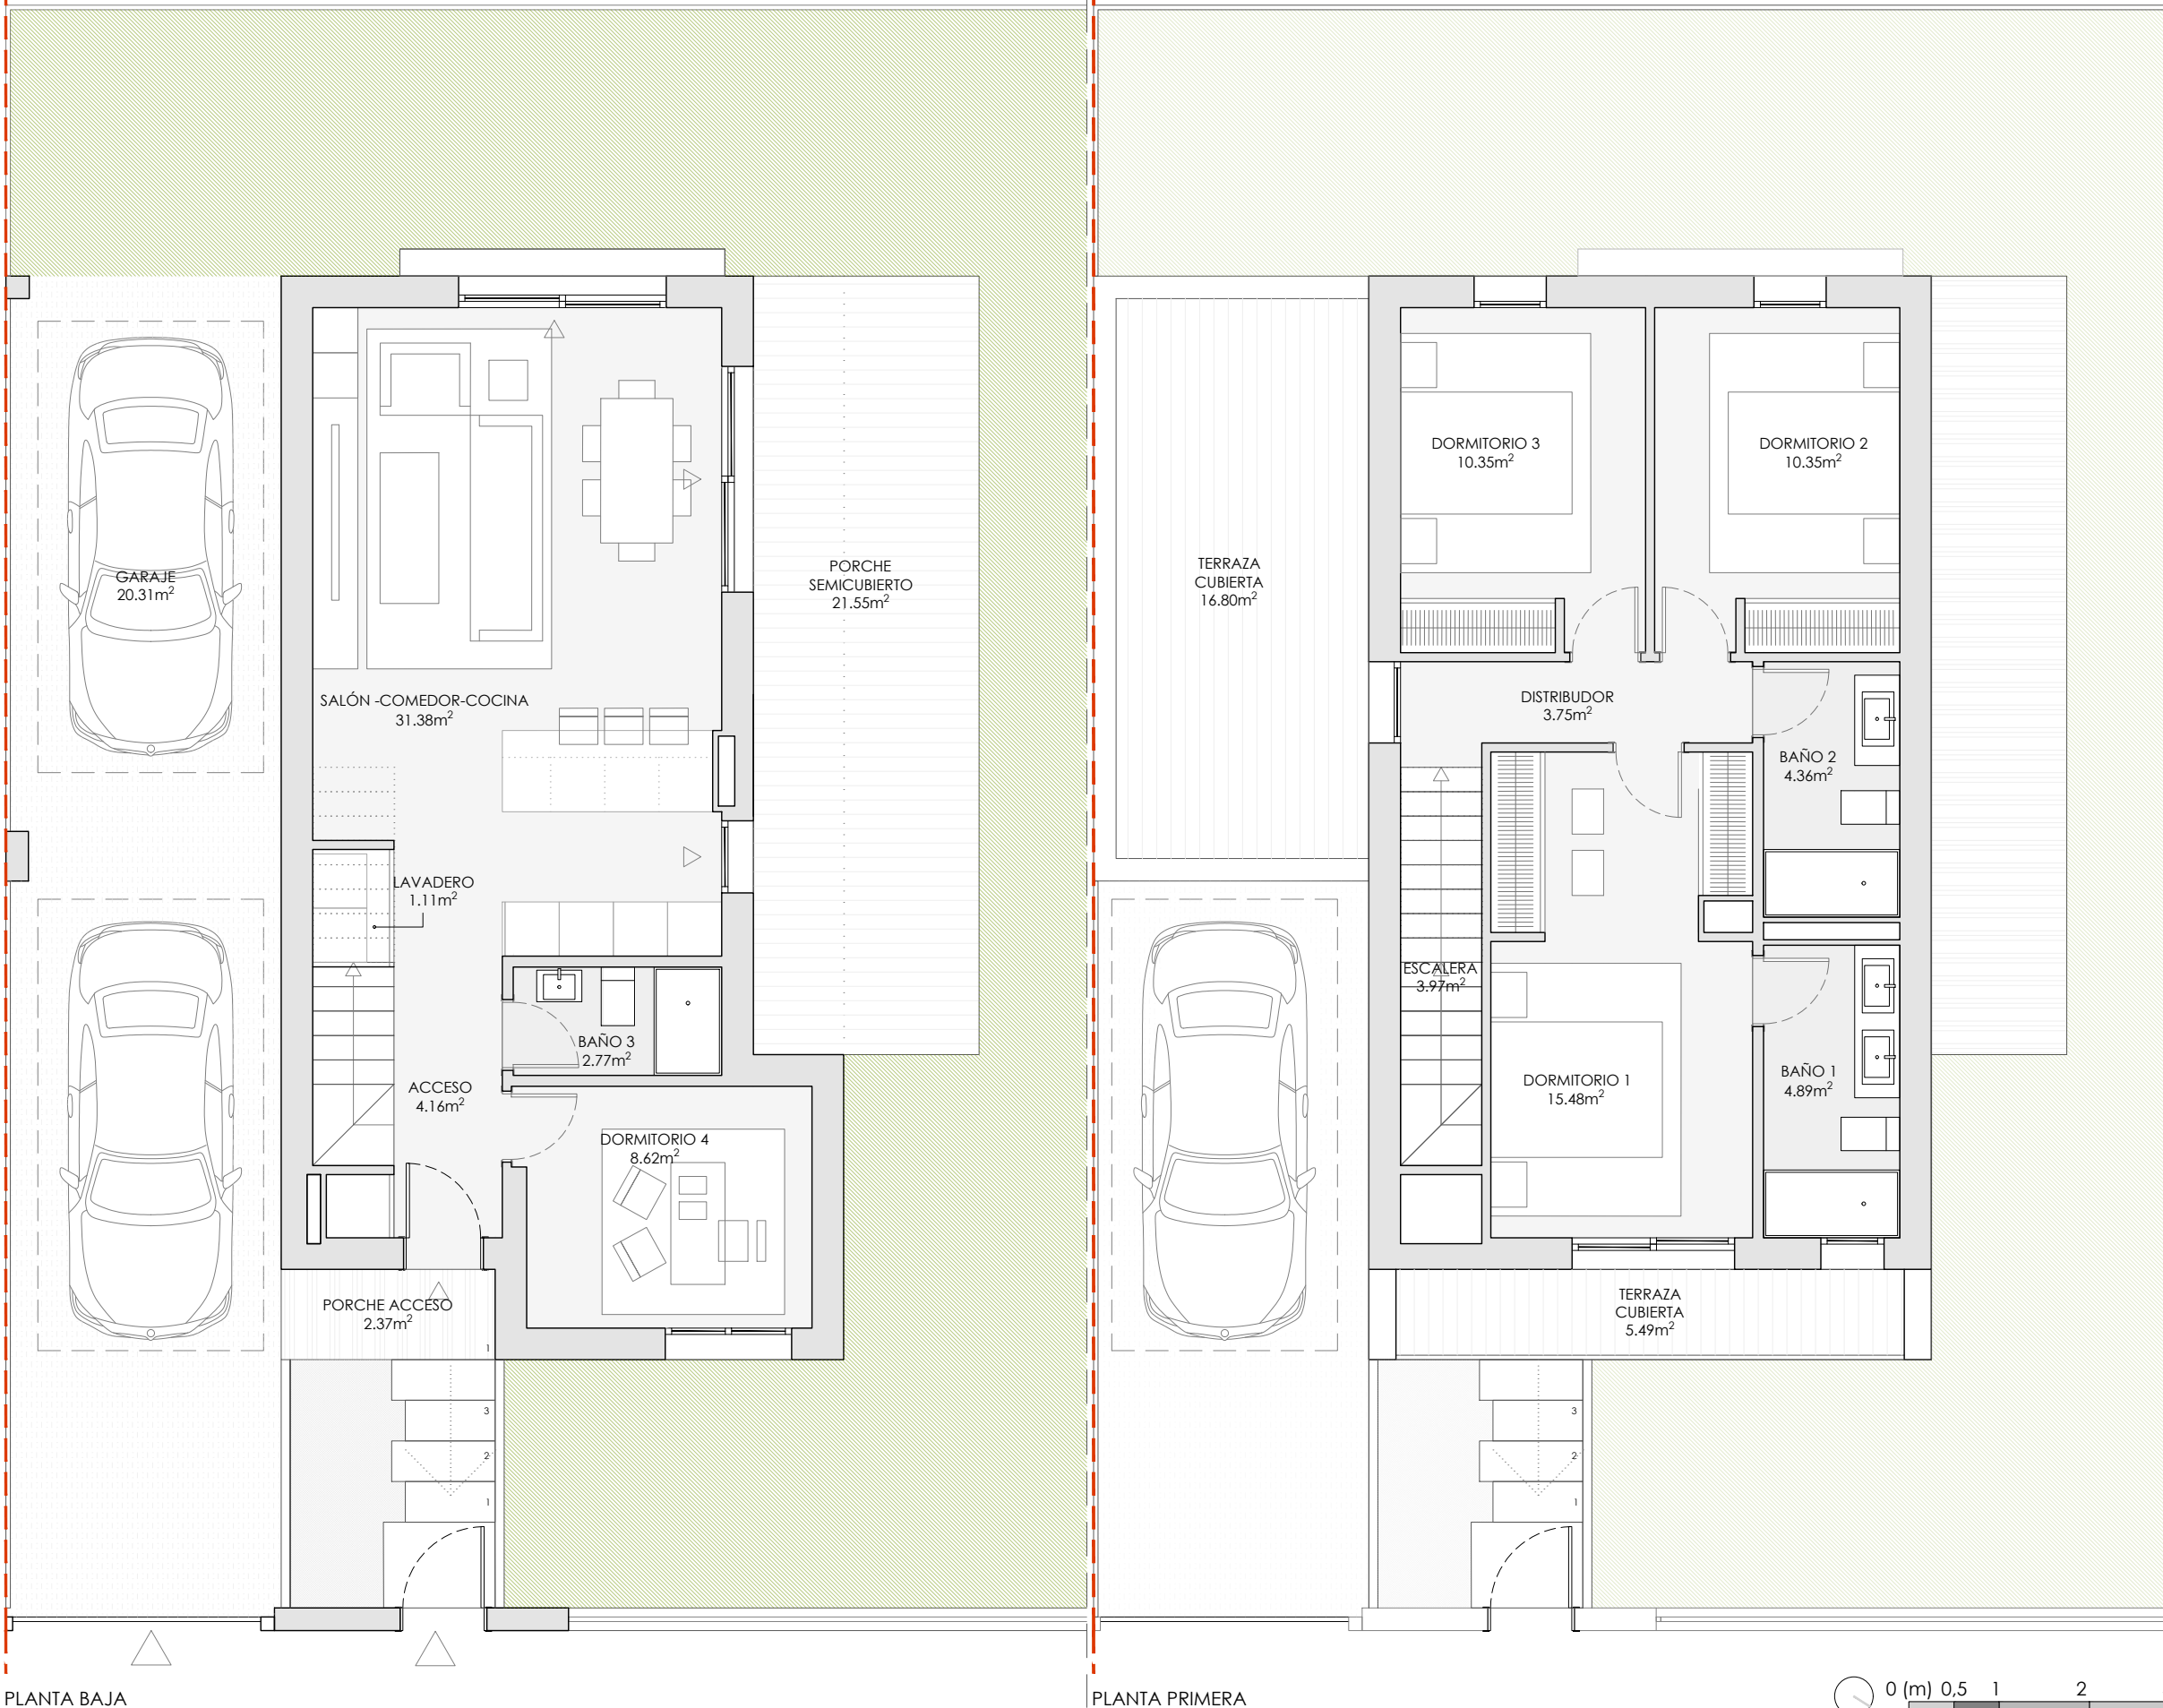 GARAJE
20.31m²
SALÓN -COMEDOR-COCINA
31.38m²
PORCHE
SEMICUBIERTO
21.55m²
LAVADERO
1.11m²
BAÑO 3
2.77m²
ACCESO
4.16m²
DORMITORIO 4
8.62m²
PORCHE ACCESO
2.37m²
1
3
2
1
PLANTA BAJA
DORMITORIO 3
10.35m²
DORMITORIO 2
10.35m²
TERRAZA
CUBIERTA
16.80m²
DISTRIBUDOR
3.75m²
BAÑO 2
4.36m²
ESCALERA
3.97m²
DORMITORIO 1
15.48m²
BAÑO 1
4.89m²
TERRAZA
CUBIERTA
5.49m²
3
2
1
PLANTA PRIMERA
0 (m) 0,5 1 2